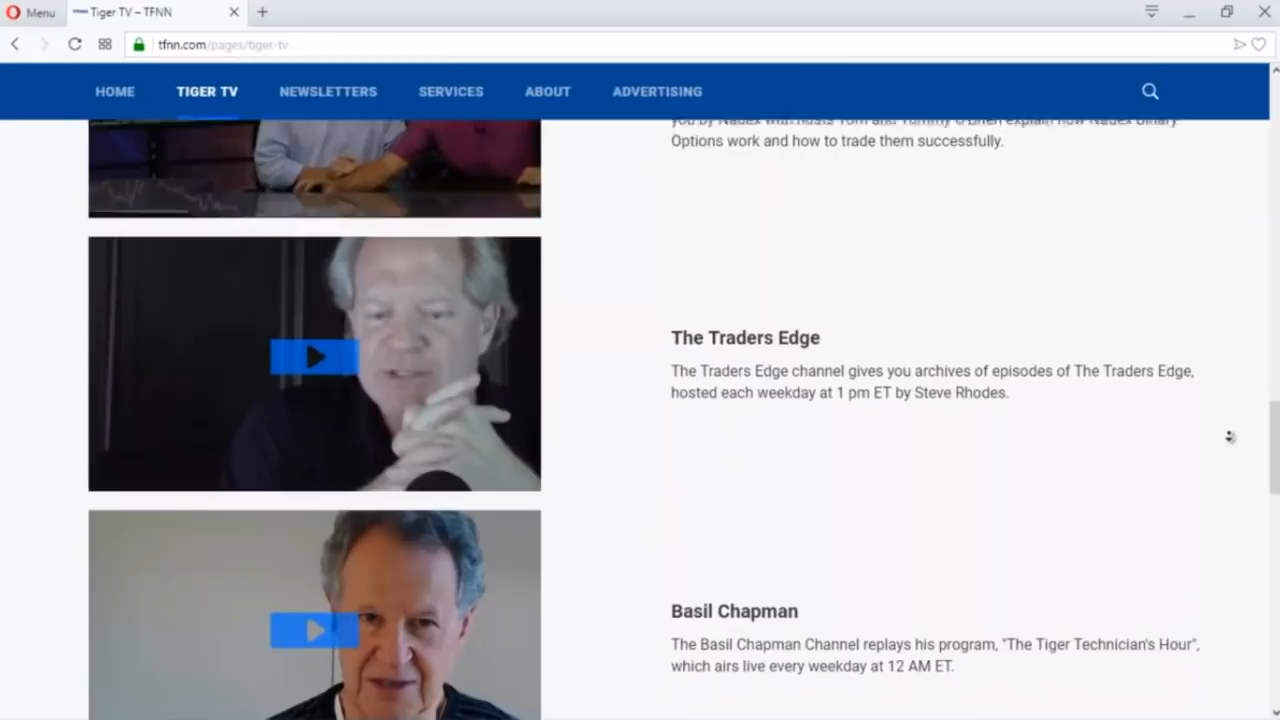 Menu
Tiger TV – TFNN
tfnn.com/pages/tiger-tv
HOME TIGER TV NEWSLETTERS SERVICES ABOUT ADVERTISING
you by Nadex with hosts Tom and Tommy O'Brien explain how Nadex Binary
Options work and how to trade them successfully.
The Traders Edge
The Traders Edge channel gives you archives of episodes of The Traders Edge,
hosted each weekday at 1 pm ET by Steve Rhodes.
Basil Chapman
The Basil Chapman Channel replays his program, "The Tiger Technician's Hour",
which airs live every weekday at 12 AM ET.